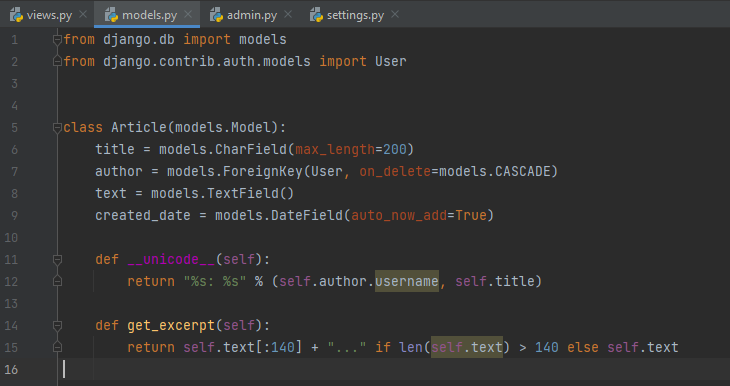 views.py × models.py × admin.py × settings.py ×
1 from django.db import models
2 from django.contrib.auth.models import User
3
4
5 class Article(models.Model):
6     title = models.CharField(max_length=200)
7     author = models.ForeignKey(User, on_delete=models.CASCADE)
8     text = models.TextField()
9     created_date = models.DateField(auto_now_add=True)
10
11     def __unicode__(self):
12         return "%s: %s" % (self.author.username, self.title)
13
14     def get_excerpt(self):
15         return self.text[:140] + "..." if len(self.text) > 140 else self.text
16